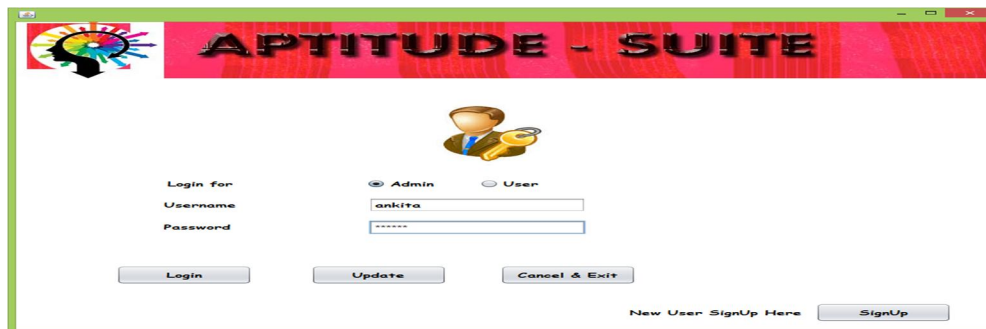 APTITUDE - SUITE
Login for Admin User
Username ankita
Password ******
Login Update Cancel & Exit
New User SignUp Here SignUp